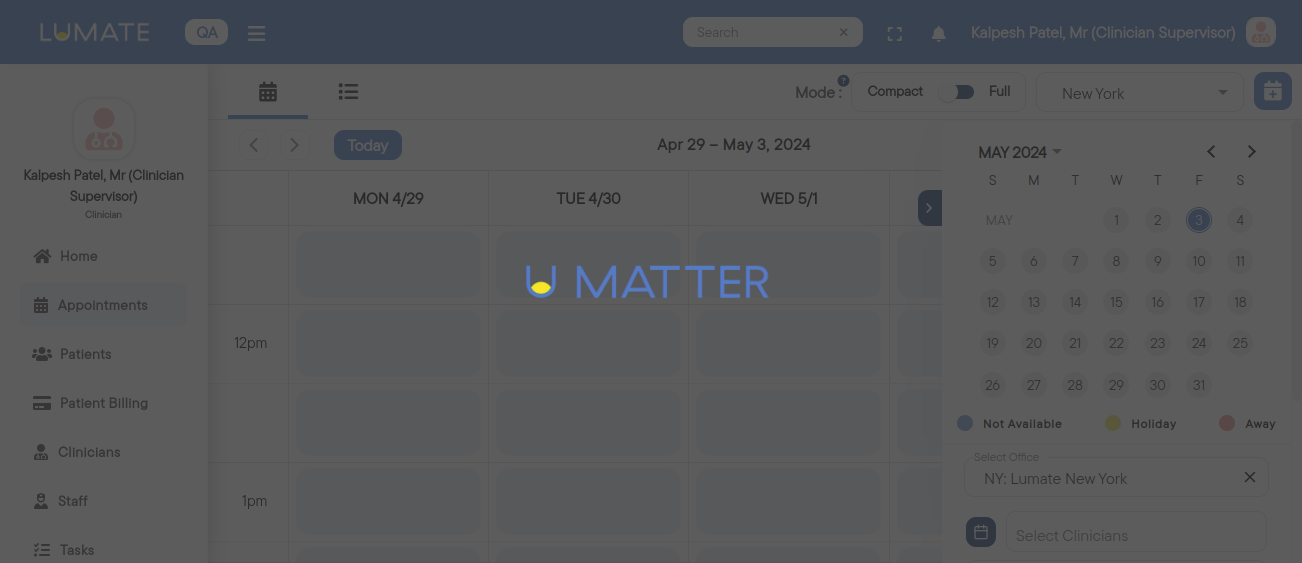 LUMATE
QA
Search
Kalpesh Patel, Mr (Clinician Supervisor)
Mode :
?
Compact
Full
New York
Kalpesh Patel, Mr (Clinician
Supervisor)
Clinician
Home
Appointments
Patients
Patient Billing
Clinicians
Staff
Tasks
Today
Apr 29 – May 3, 2024
MON 4/29
TUE 4/30
WED 5/1
12pm
1pm
U MATTER
MAY 2024
S M T W T F S
MAY 1 2 3 4
5 6 7 8 9 10 11
12 13 14 15 16 17 18
19 20 21 22 23 24 25
26 27 28 29 30 31
Not Available
Holiday
Away
Select Office
NY: Lumate New York
Select Clinicians